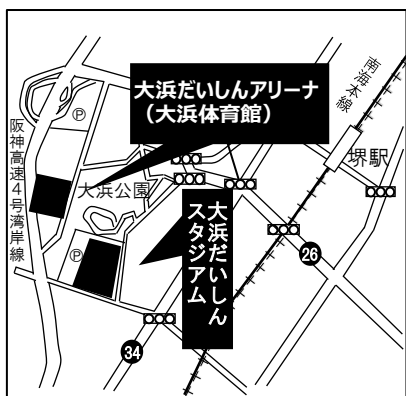 大浜だいしんアリーナ
（大浜体育館）
南海本線
堺駅
阪神高速4号湾岸線
Ⓟ
大浜公園
大浜だいしん
スタジアム
Ⓟ
26
34